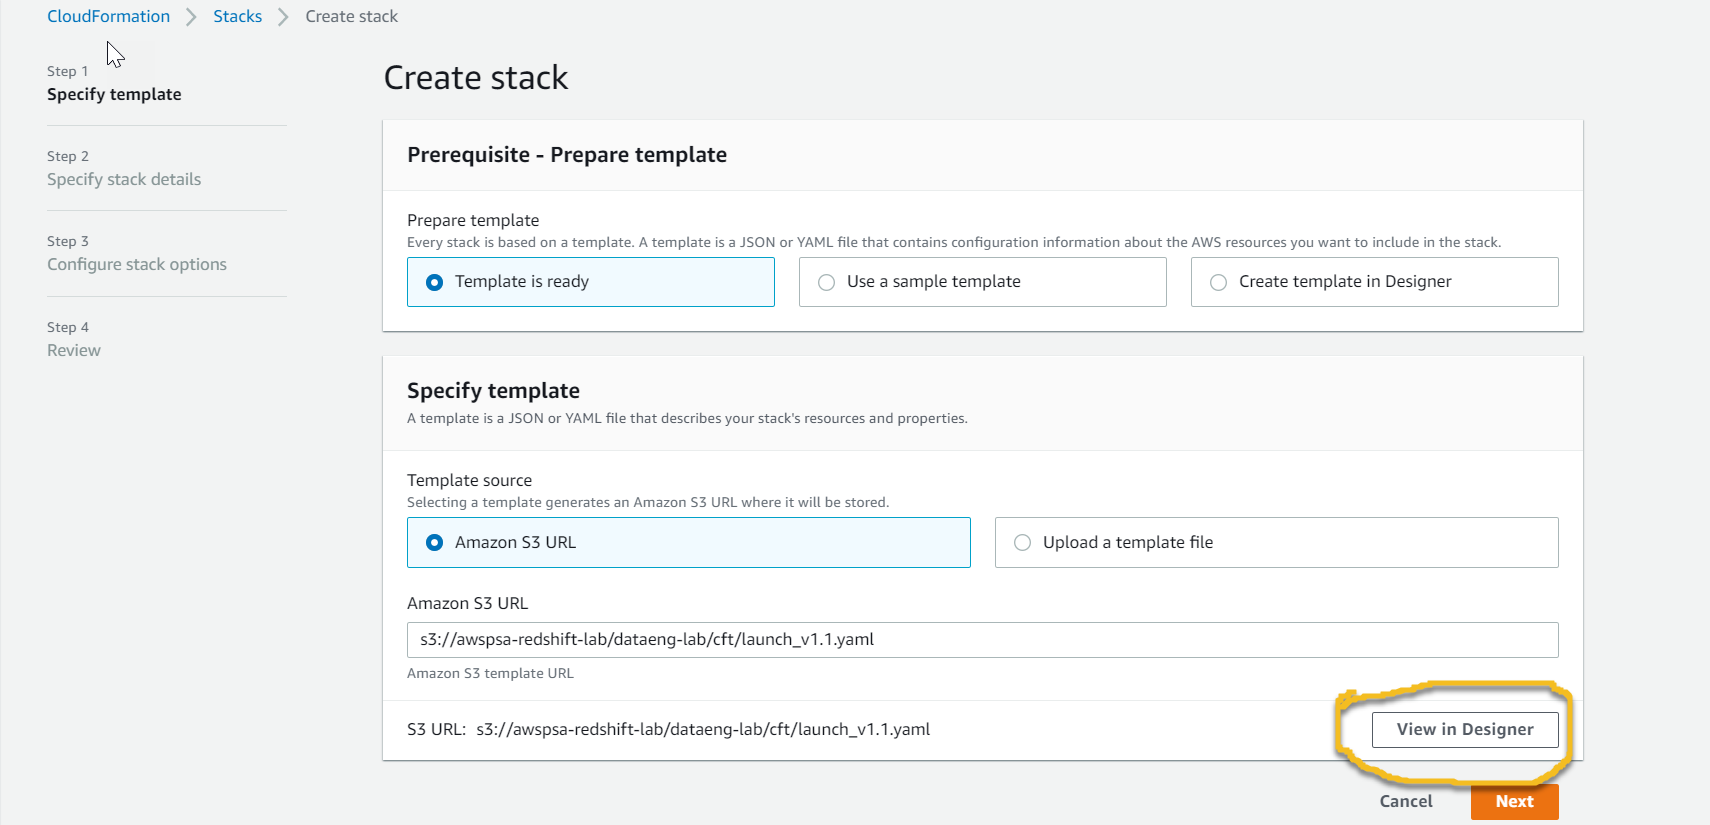 CloudFormation > Stacks > Create stack
Step 1
Specify template
Step 2
Specify stack details
Step 3
Configure stack options
Step 4
Review
Create stack
Prerequisite - Prepare template
Prepare template
Every stack is based on a template. A template is a JSON or YAML file that contains configuration information about the AWS resources you want to include in the stack.
Template is ready
Use a sample template
Create template in Designer
Specify template
A template is a JSON or YAML file that describes your stack's resources and properties.
Template source
Selecting a template generates an Amazon S3 URL where it will be stored.
Amazon S3 URL
Upload a template file
Amazon S3 URL
s3://awspsa-redshift-lab/dataeng-lab/cft/launch_v1.1.yaml
Amazon S3 template URL
S3 URL: s3://awspsa-redshift-lab/dataeng-lab/cft/launch_v1.1.yaml
View in Designer
Cancel
Next